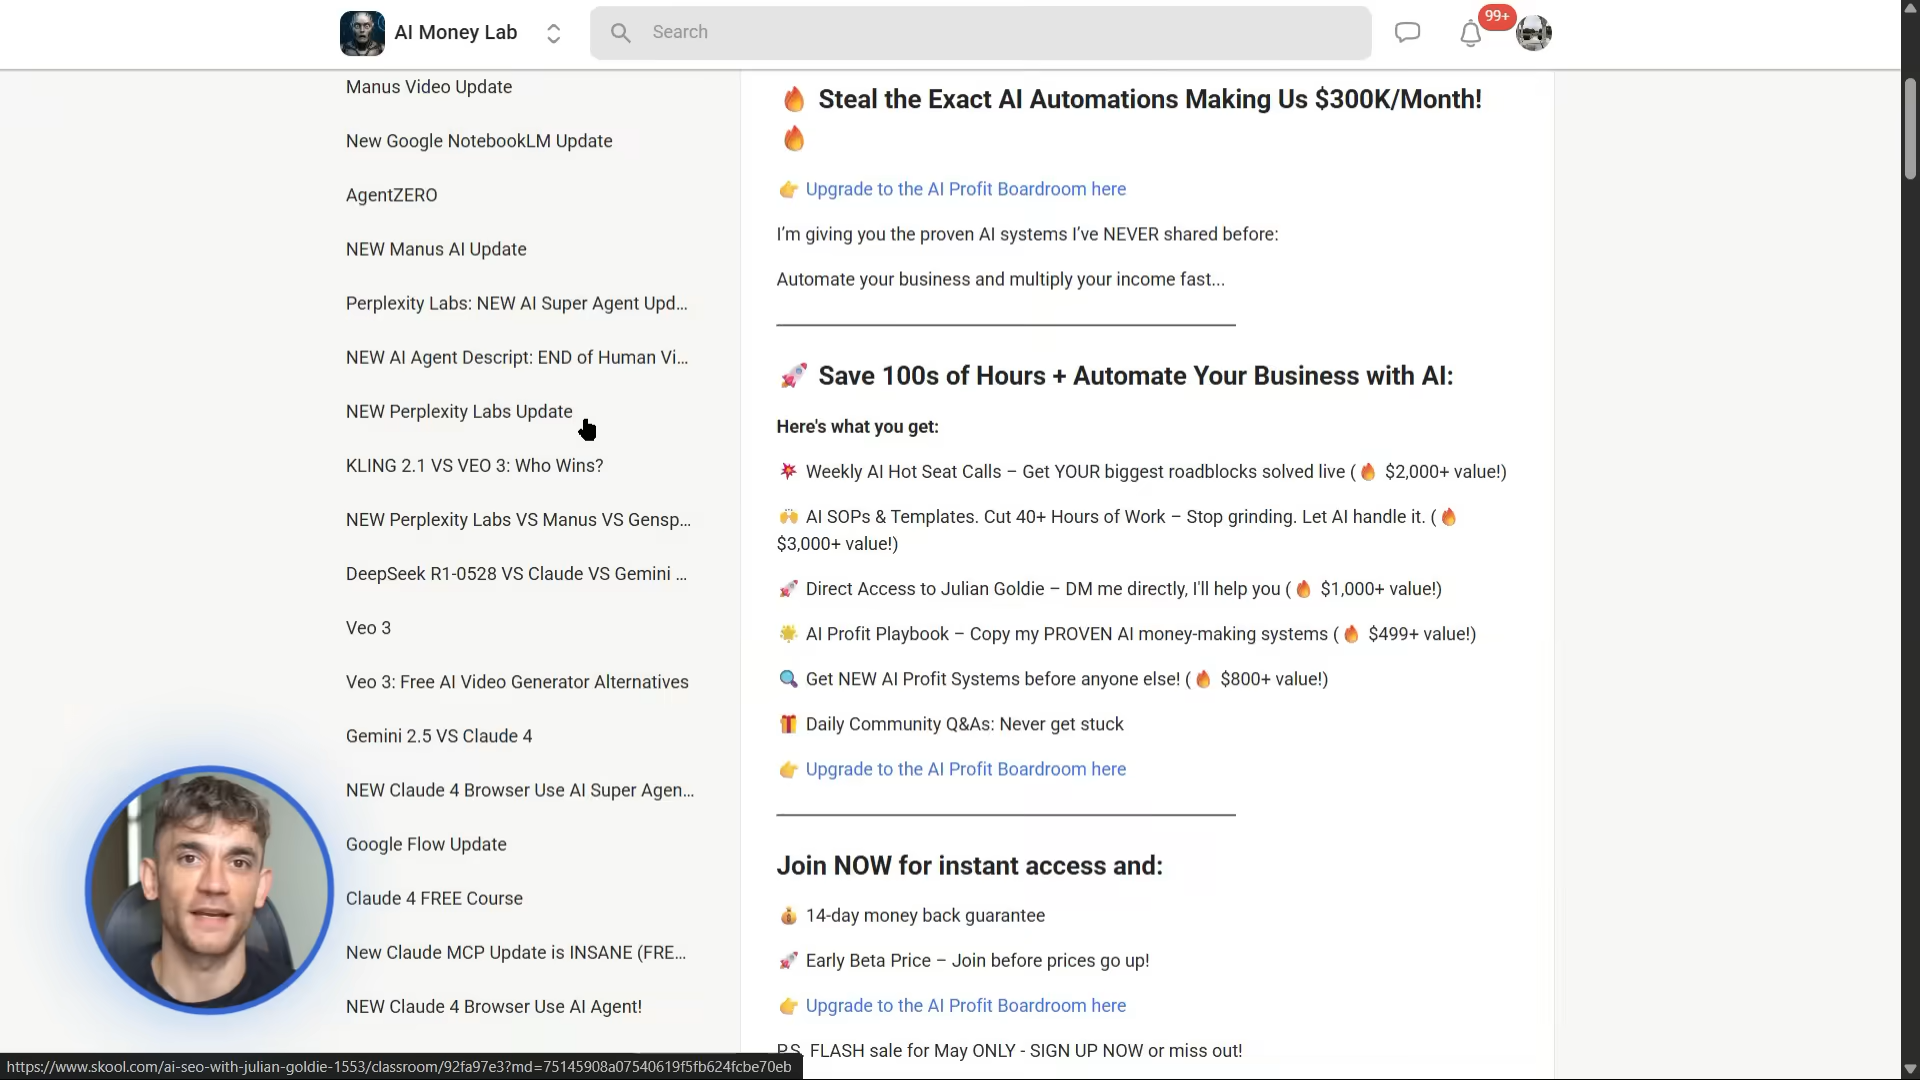 AI Money Lab
Search
99+
Manus Video Update
New Google NotebookLM Update
AgentZERO
NEW Manus AI Update
Perplexity Labs: NEW AI Super Agent Upd...
NEW AI Agent Descript: END of Human Vi...
NEW Perplexity Labs Update
KLING 2.1 VS VEO 3: Who Wins?
NEW Perplexity Labs VS Manus VS Gensp...
DeepSeek R1-0528 VS Claude VS Gemini ...
Veo 3
Veo 3: Free AI Video Generator Alternatives
Gemini 2.5 VS Claude 4
NEW Claude 4 Browser Use AI Super Agen...
Google Flow Update
Claude 4 FREE Course
New Claude MCP Update is INSANE (FRE...
NEW Claude 4 Browser Use AI Agent!
🔥 Steal the Exact AI Automations Making Us $300K/Month!
🔥
👉 Upgrade to the AI Profit Boardroom here
I’m giving you the proven AI systems I’ve NEVER shared before:
Automate your business and multiply your income fast...
🚀 Save 100s of Hours + Automate Your Business with AI:
Here's what you get:
💥 Weekly AI Hot Seat Calls – Get YOUR biggest roadblocks solved live (🔥 $2,000+ value!)
🙌 AI SOPs & Templates. Cut 40+ Hours of Work – Stop grinding. Let AI handle it. (🔥
$3,000+ value!)
🚀 Direct Access to Julian Goldie – DM me directly, I'll help you (🔥 $1,000+ value!)
🌟 AI Profit Playbook – Copy my PROVEN AI money-making systems (🔥 $499+ value!)
🔍 Get NEW AI Profit Systems before anyone else! (🔥 $800+ value!)
🎁 Daily Community Q&As: Never get stuck
👉 Upgrade to the AI Profit Boardroom here
Join NOW for instant access and:
💰 14-day money back guarantee
🚀 Early Beta Price – Join before prices go up!
👉 Upgrade to the AI Profit Boardroom here
P.S. FLASH sale for May ONLY - SIGN UP NOW or miss out!
https://www.skool.com/ai-seo-with-julian-goldie-1553/classroom/92fa97e3?md=75145908a07540619f5fb624fcbe70eb